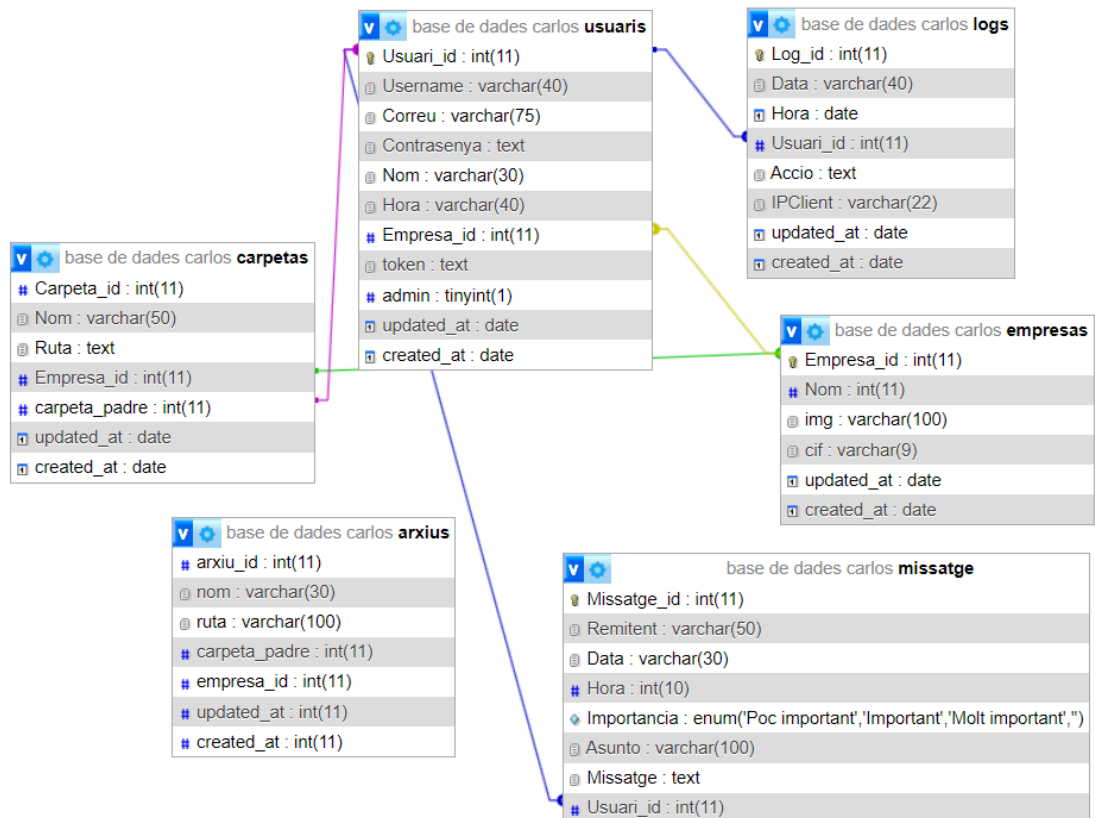 base de dades carlos usuaris
Usuari_id : int(11)
Username : varchar(40)
Correu : varchar(75)
Contrasenya : text
Nom : varchar(30)
Hora : varchar(40)
Empresa_id : int(11)
token : text
admin : tinyint(1)
updated_at : date
created_at : date
base de dades carlos logs
Log_id : int(11)
Data : varchar(40)
Hora : date
Usuari_id : int(11)
Accio : text
IPClient : varchar(22)
updated_at : date
created_at : date
base de dades carlos carpetas
Carpeta_id : int(11)
Nom : varchar(50)
Ruta : text
Empresa_id : int(11)
carpeta_padre : int(11)
updated_at : date
created_at : date
base de dades carlos empresas
Empresa_id : int(11)
Nom : int(11)
img : varchar(100)
cif : varchar(9)
updated_at : date
created_at : date
base de dades carlos arxius
arxiu_id : int(11)
nom : varchar(30)
ruta : varchar(100)
carpeta_padre : int(11)
empresa_id : int(11)
updated_at : int(11)
created_at : int(11)
base de dades carlos missatge
Missatge_id : int(11)
Remitent : varchar(50)
Data : varchar(30)
Hora : int(10)
Importancia : enum('Poc important','Important','Molt important','')
Asunto : varchar(100)
Missatge : text
Usuari_id : int(11)